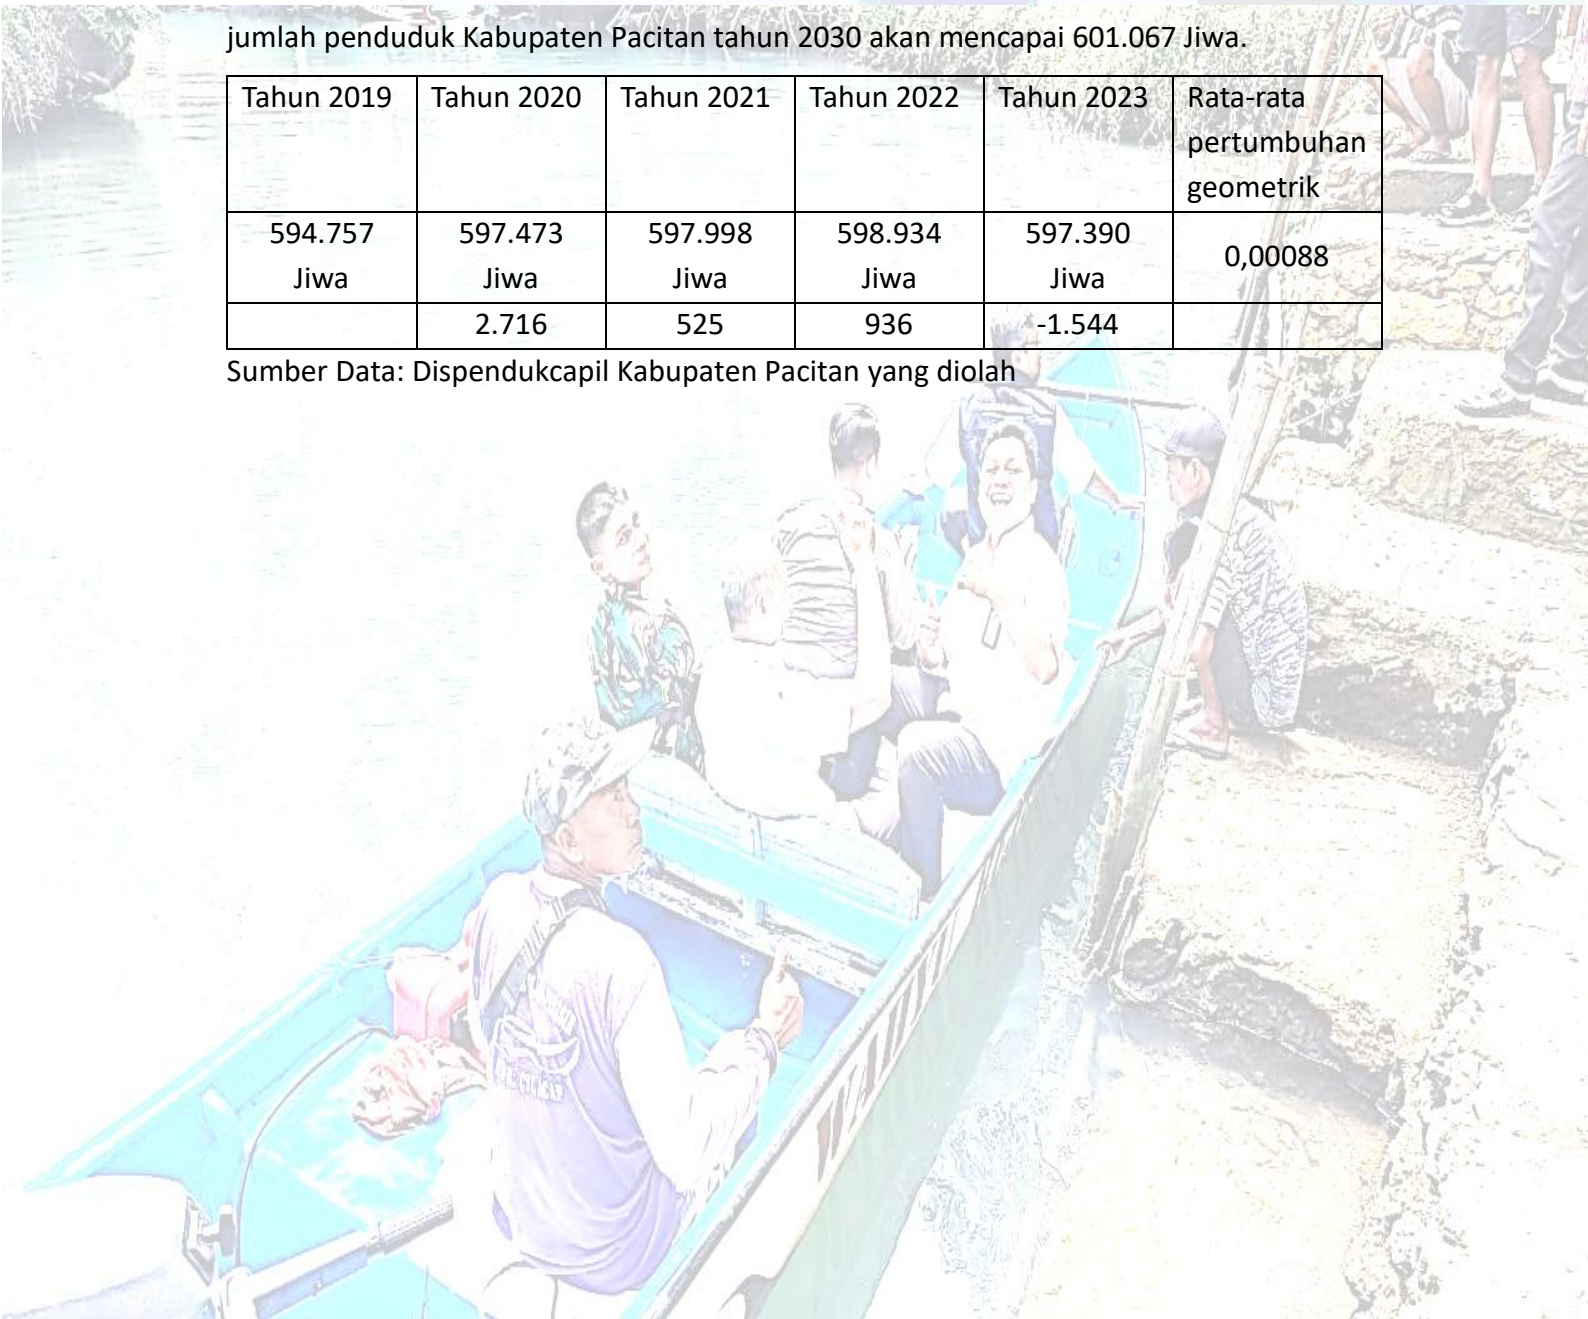 jumlah penduduk Kabupaten Pacitan tahun 2030 akan mencapai 601.067 Jiwa.
Tahun 2019 Tahun 2020 Tahun 2021 Tahun 2022 Tahun 2023 Rata-rata
pertumbuhan
geometrik
594.757 597.473 597.998 598.934 597.390 0,00088
Jiwa Jiwa Jiwa Jiwa Jiwa
2.716 525 936 -1.544
Sumber Data: Dispendukcapil Kabupaten Pacitan yang diolah